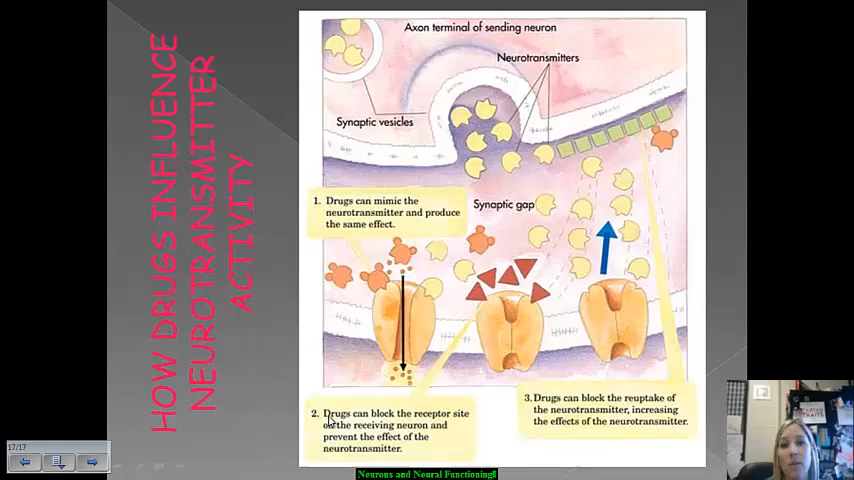 HOW DRUGS INFLUENCE
NEUROTRANSMITTER
ACTIVITY
Axon terminal of sending neuron
Neurotransmitters
Synaptic vesicles
1. Drugs can mimic the
neurotransmitter and produce
the same effect.
Synaptic gap
2. Drugs can block the receptor site
of the receiving neuron and
prevent the effect of the
neurotransmitter.
3.Drugs can block the reuptake of
the neurotransmitter, increasing
the effects of the neurotransmitter.
17/17
Neurons and Neural Functioning